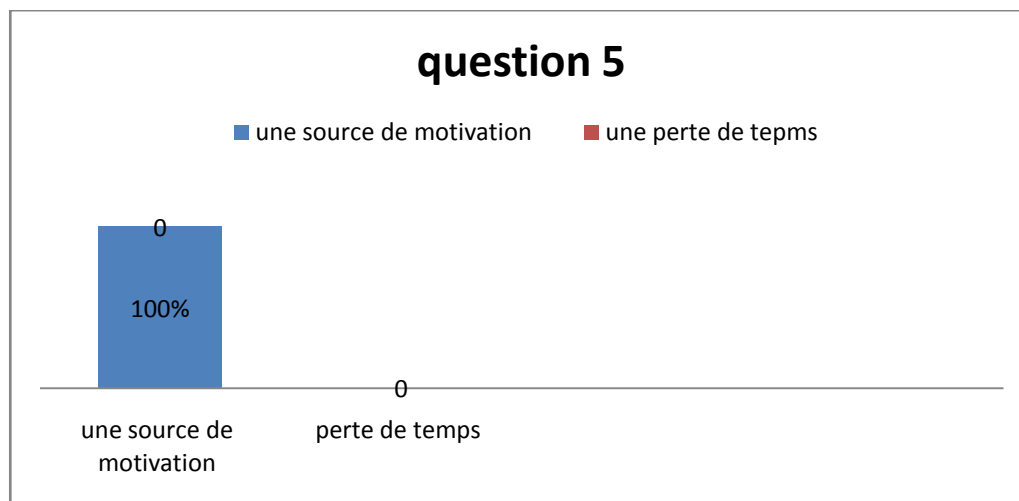 question 5
une source de motivation une perte de tepms
0
100%
0
une source de
motivation
perte de temps